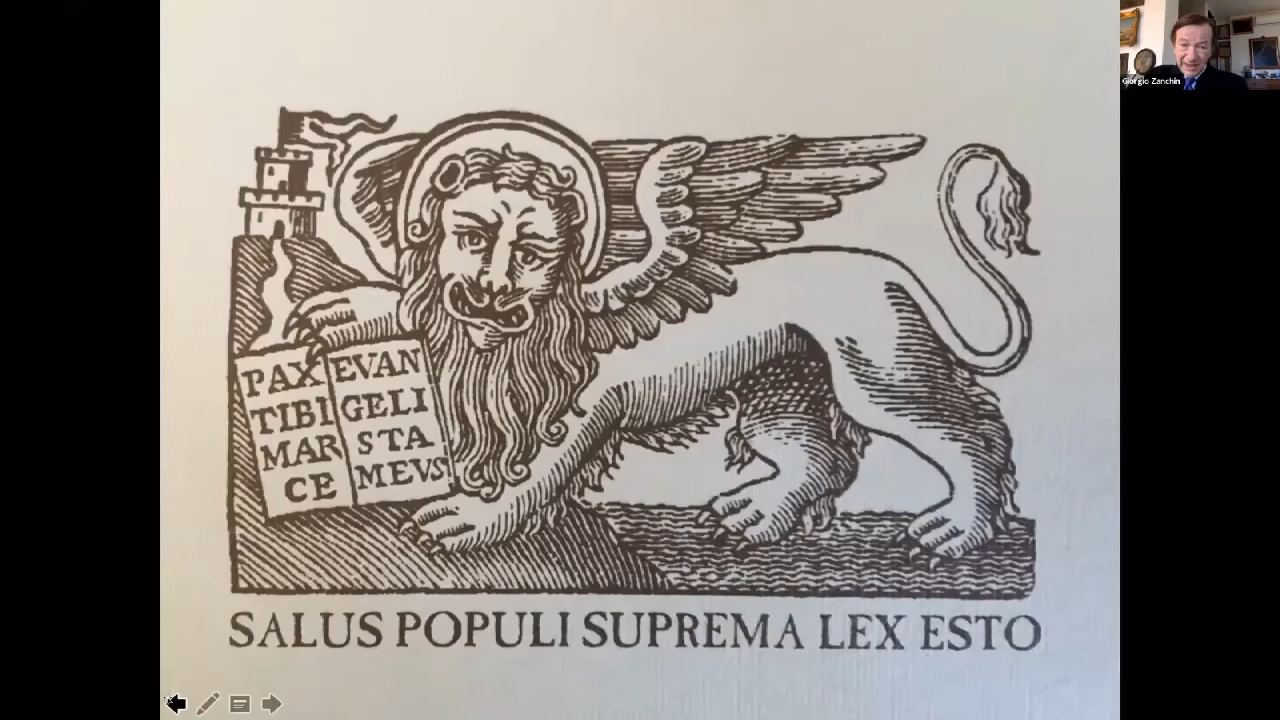 Giorgio Zanchin
PAX
TIBI
MAR
CE
EVAN
GELI
STA
MEVS
SALUS POPULI SUPREMA LEX ESTO